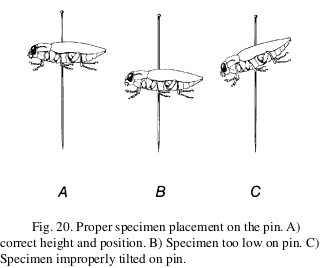 A B C
Fig. 20. Proper specimen placement on the pin. A)
correct height and position. B) Specimen too low on pin. C)
Specimen improperly tilted on pin.